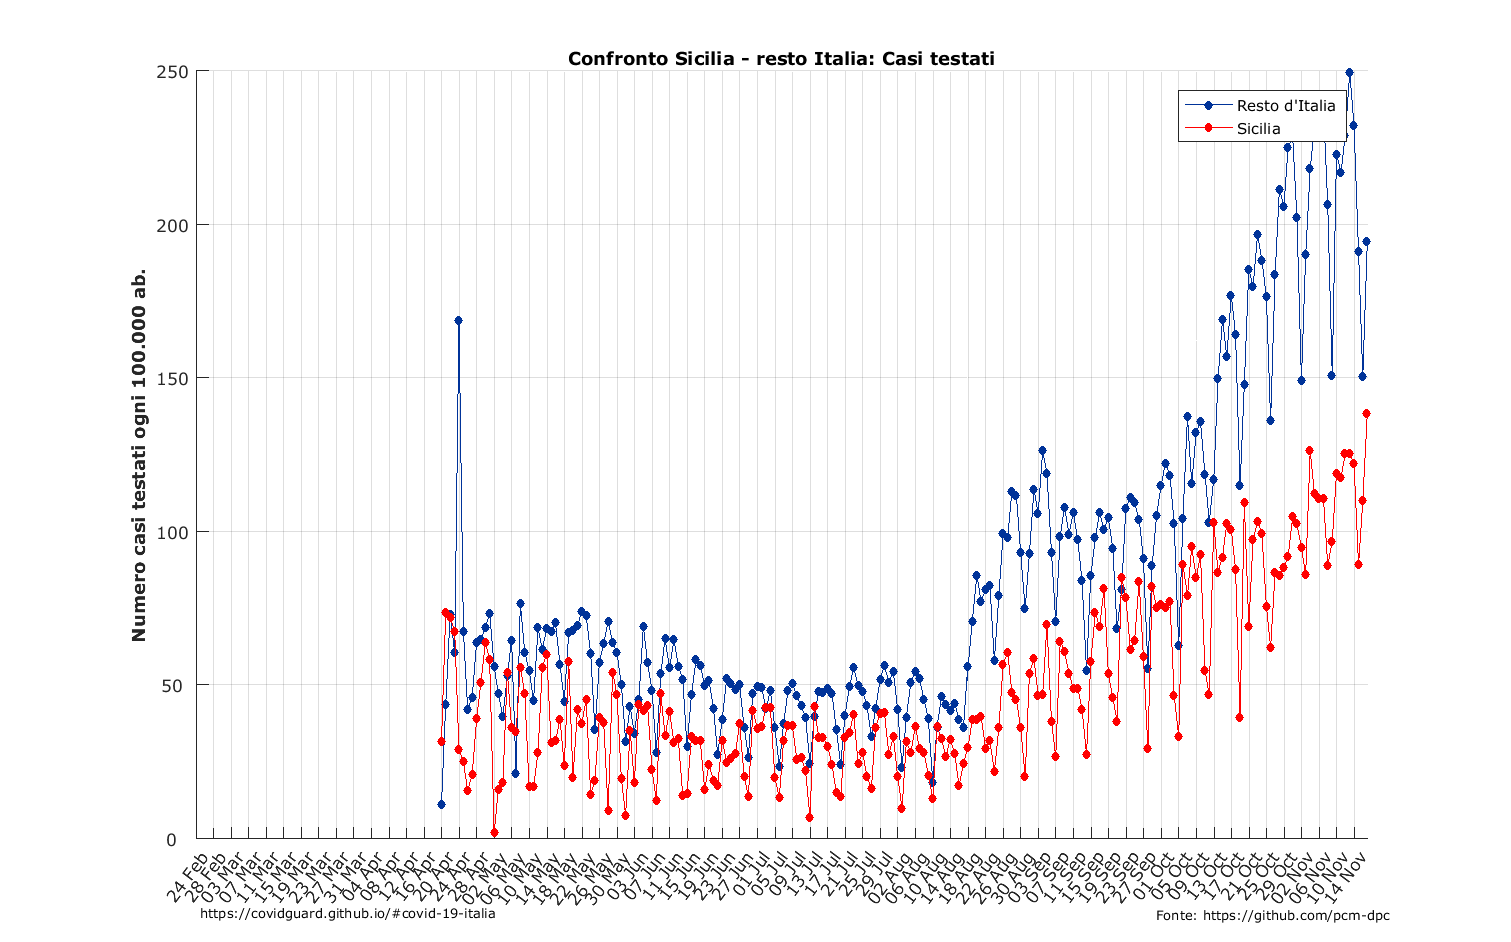 Confronto Sicilia - resto Italia: Casi testati
Numero casi testati ogni 100.000 ab.
250
200
150
100
50
0
Resto d'Italia
Sicilia
24 Feb
28 Feb
03 Mar
07 Mar
11 Mar
15 Mar
19 Mar
23 Mar
27 Mar
31 Mar
04 Apr
08 Apr
12 Apr
16 Apr
20 Apr
24 Apr
28 Apr
02 May
06 May
10 May
14 May
18 May
22 May
26 May
30 May
03 Jun
07 Jun
11 Jun
15 Jun
19 Jun
23 Jun
27 Jun
01 Jul
05 Jul
09 Jul
13 Jul
17 Jul
21 Jul
25 Jul
29 Jul
02 Aug
06 Aug
10 Aug
14 Aug
18 Aug
22 Aug
26 Aug
30 Aug
03 Sep
07 Sep
11 Sep
15 Sep
19 Sep
23 Sep
27 Sep
01 Oct
05 Oct
09 Oct
13 Oct
17 Oct
21 Oct
25 Oct
29 Oct
02 Nov
06 Nov
10 Nov
14 Nov
https://covidguard.github.io/#covid-19-italia
Fonte: https://github.com/pcm-dpc